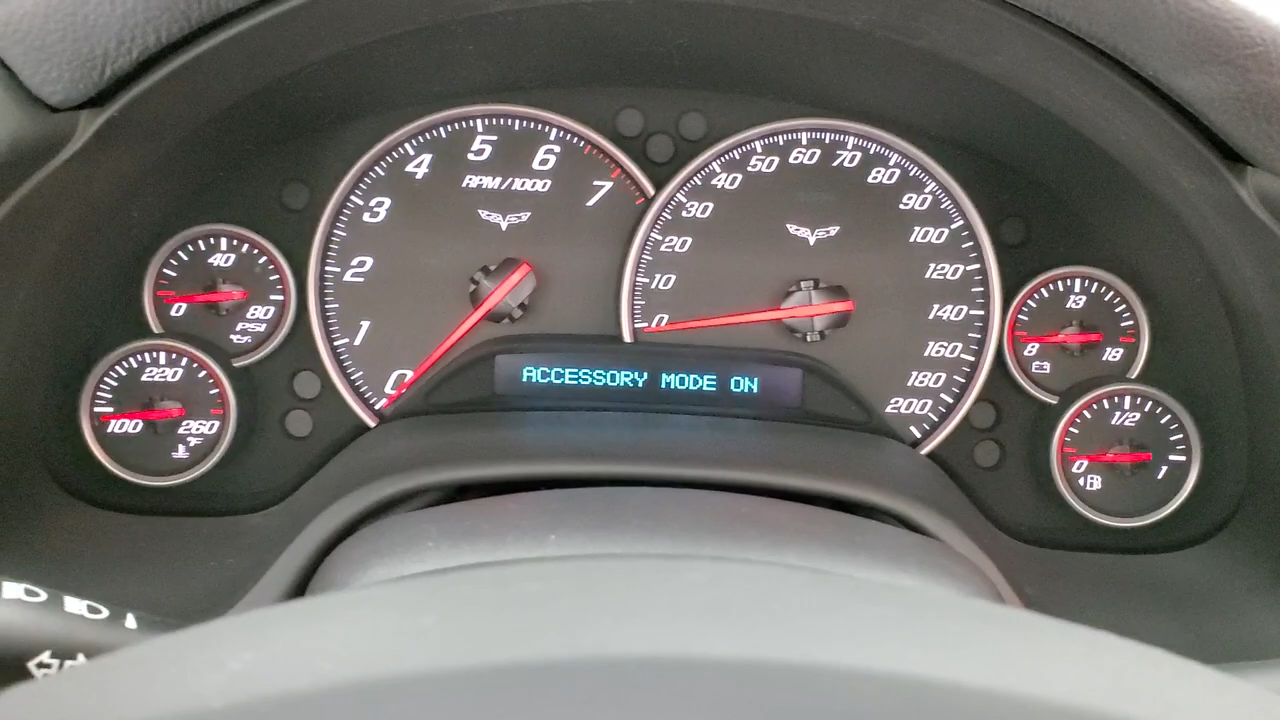 0 1 2 3 4 5 6 7
RPM/1000
0 10 20 30 40 50 60 70 80 90 100 120 140 160 180 200
0 40 80
PSI
100 220 260
°F
ACCESSORY MODE ON
8 13 18
0 1/2 1